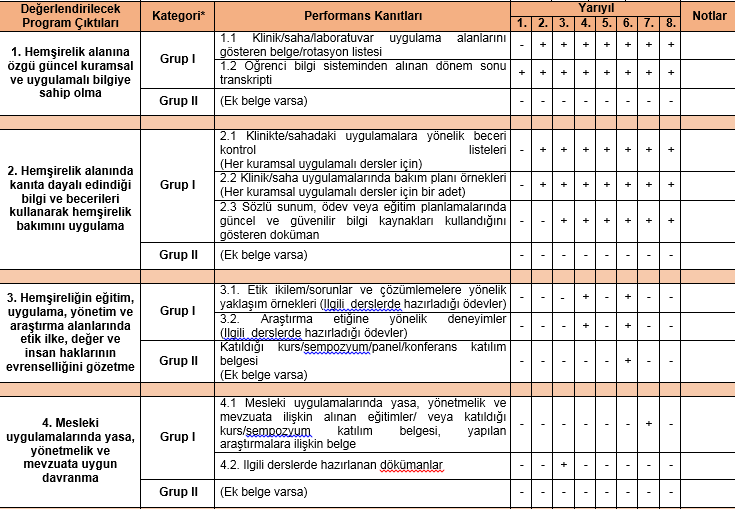 Değerlendirilecek Program Çıktıları Kategori* Performans Kanıtları Yarıyıl Notlar
1. 2. 3. 4. 5. 6. 7. 8.
1. Hemşirelik alanına
özgü güncel kuramsal
ve uygulamalı bilgiye
sahip olma
Grup I
1.1 Klinik/saha/laboratuvar uygulama alanlarını
gösteren belge/rotasyon listesi
- + + + + + + +
1.2 Öğrenci bilgi sisteminden alınan dönem sonu
transkripti
+ + + + + + + +
Grup II (Ek belge varsa) - - - - - - - -
2. Hemşirelik alanında
kanıta dayalı edindiği
bilgi ve becerileri
kullanarak hemşirelik
bakımını uygulama
Grup I
2.1 Klinikte/sahadaki uygulamalara yönelik beceri
kontrol listeleri
(Her kuramsal uygulamalı dersler için)
- + + + + + + +
2.2 Klinik/saha uygulamalarında bakım planı örnekleri
(Her kuramsal uygulamalı dersler için bir adet)
- + + + + + + +
2.3 Sözlü sunum, ödev veya eğitim planlamalarında
güncel ve güvenilir bilgi kaynakları kullandığını
gösteren doküman
- - + + + + + +
Grup II (Ek belge varsa) - - - - - - - -
3. Hemşireliğin eğitim,
uygulama, yönetim ve
araştırma alanlarında
etik ilke, değer ve
insan haklarının
evrenselliğini gözetme
Grup I
3.1. Etik ikilem/sorunlar ve çözümlemelere yönelik
yaklaşım örnekleri (İlgili derslerde hazırladığı ödevler)
- - - + - + - -
3.2. Araştırma etiğine yönelik deneyimler
(İlgili derslerde hazırladığı ödevler)
- - - + - + - -
Grup II
Katıldığı kurs/sempozyum/panel/konferans katılım
belgesi
(Ek belge varsa)
- - - - - + - -
4. Mesleki
uygulamalarında yasa,
yönetmelik ve
mevzuata uygun
davranma
Grup I
4.1 Mesleki uygulamalarında yasa, yönetmelik ve
mevzuata ilişkin alınan eğitimler/ veya katıldığı
kurs/sempozyum katılım belgesi, yapılan
araştırmalara ilişkin belge
- - - - - - + -
4.2. İlgili derslerde hazırlanan dökümanlar - - + - - - - -
Grup II (Ek belge varsa) - - - - - - - -